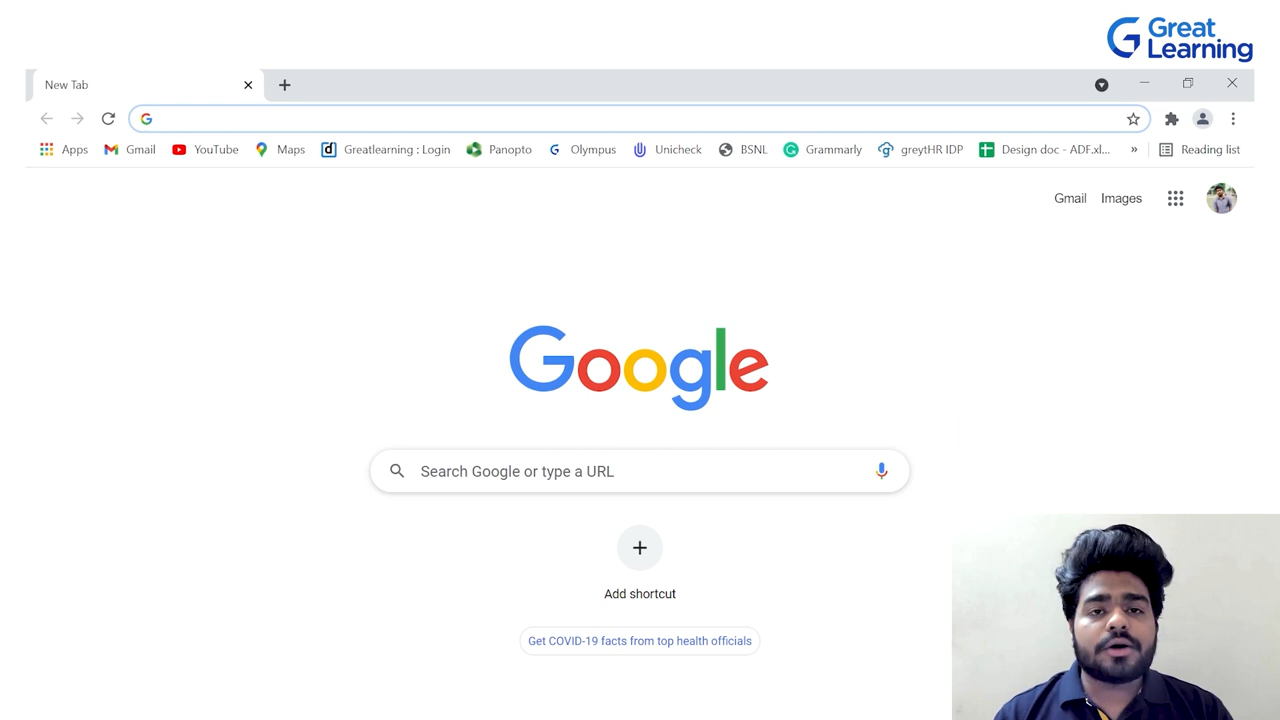 Great
Learning
New Tab
Apps Gmail YouTube Maps Greatlearning : Login Panopto Olympus Unicheck BSNL Grammarly greytHR IDP Design doc - ADF.xl... » Reading list
Gmail Images
Google
Search Google or type a URL
Add shortcut
Get COVID-19 facts from top health officials